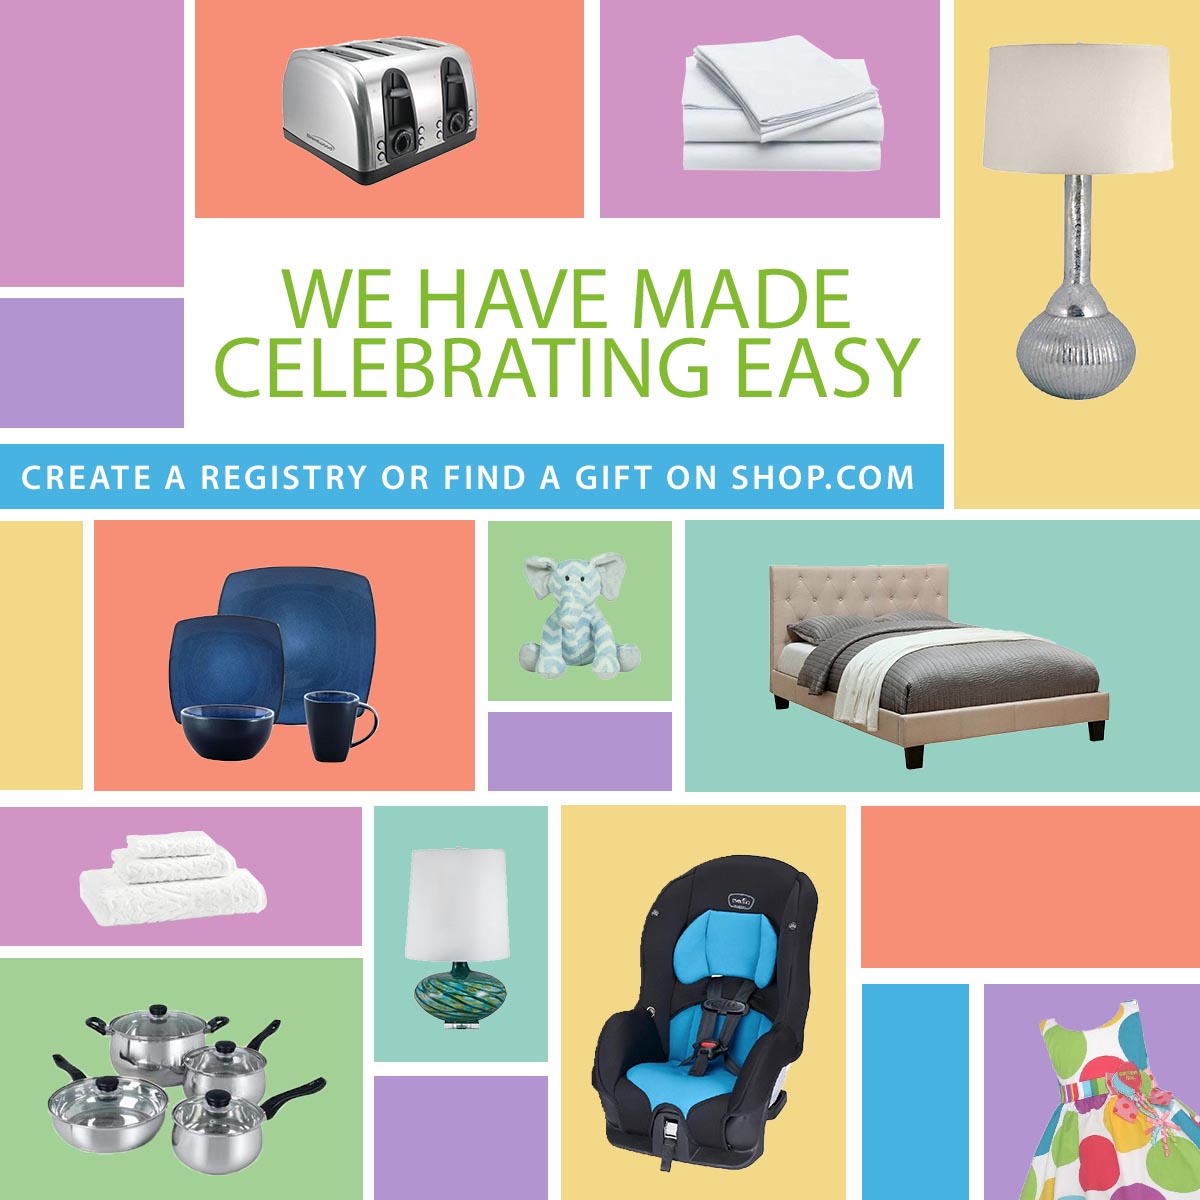 WE HAVE MADE
CELEBRATING EASY
CREATE A REGISTRY OR FIND A GIFT ON SHOP.COM